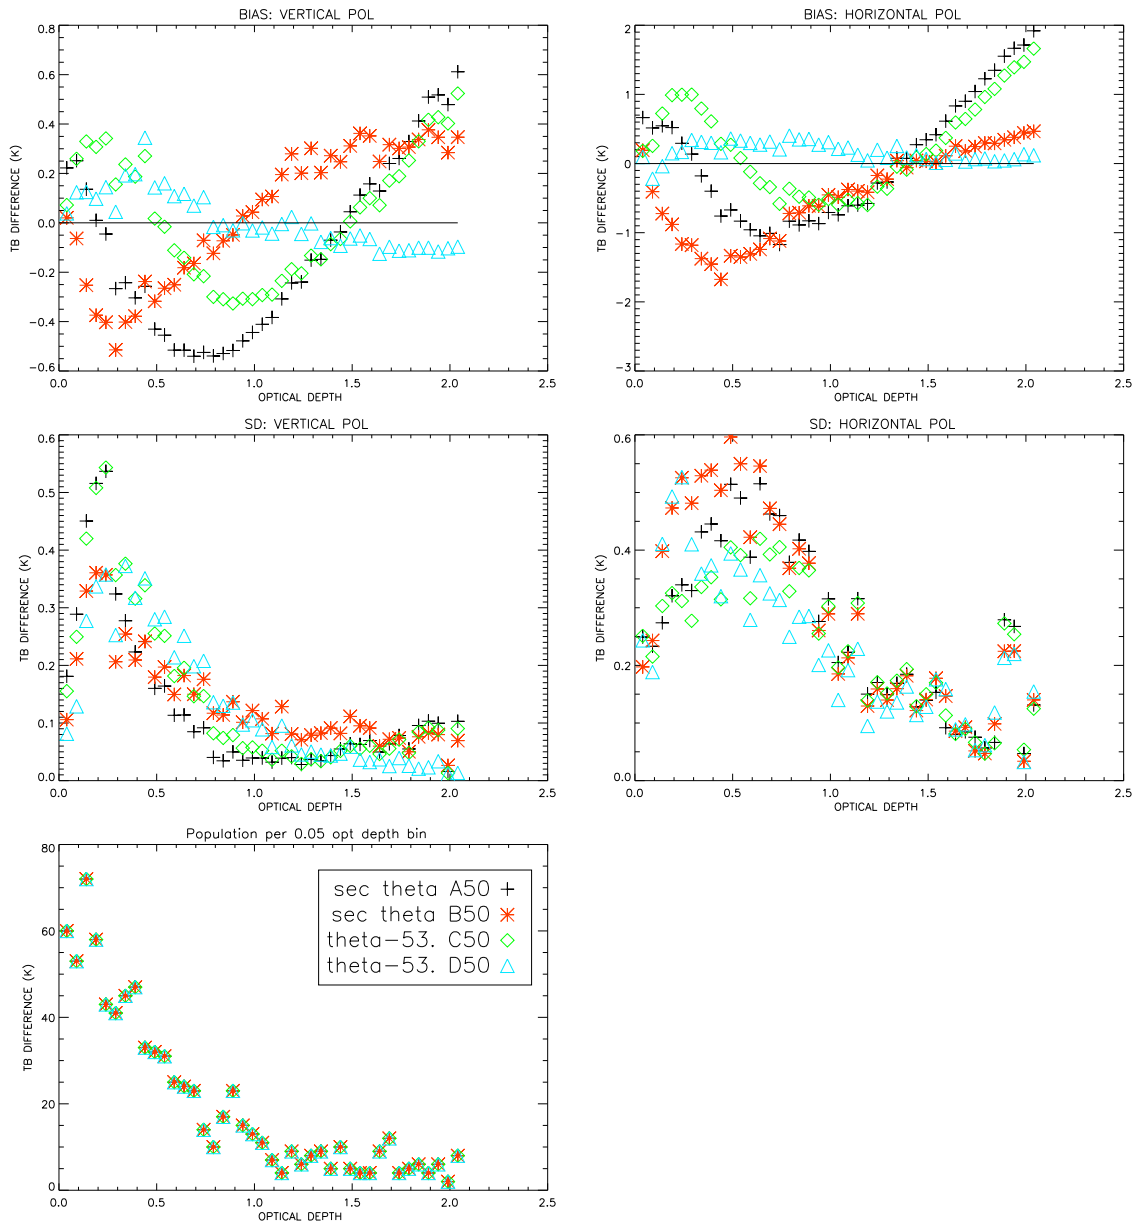 BIAS: VERTICAL POL
0.8
0.6
0.4
0.2
0.0
−0.2
−0.4
−0.6
TB DIFFERENCE (K)
0.0 0.5 1.0 1.5 2.0 2.5
OPTICAL DEPTH
BIAS: HORIZONTAL POL
2
1
0
−1
−2
−3
TB DIFFERENCE (K)
0.0 0.5 1.0 1.5 2.0 2.5
OPTICAL DEPTH
SD: VERTICAL POL
0.6
0.5
0.4
0.3
0.2
0.1
0.0
TB DIFFERENCE (K)
0.0 0.5 1.0 1.5 2.0 2.5
OPTICAL DEPTH
SD: HORIZONTAL POL
0.6
0.4
0.2
0.0
TB DIFFERENCE (K)
0.0 0.5 1.0 1.5 2.0 2.5
OPTICAL DEPTH
Population per 0.05 opt depth bin
80
60
40
20
0
TB DIFFERENCE (K)
sec theta A50
sec theta B50
theta−53. C50
theta−53. D50
0.0 0.5 1.0 1.5 2.0 2.5
OPTICAL DEPTH